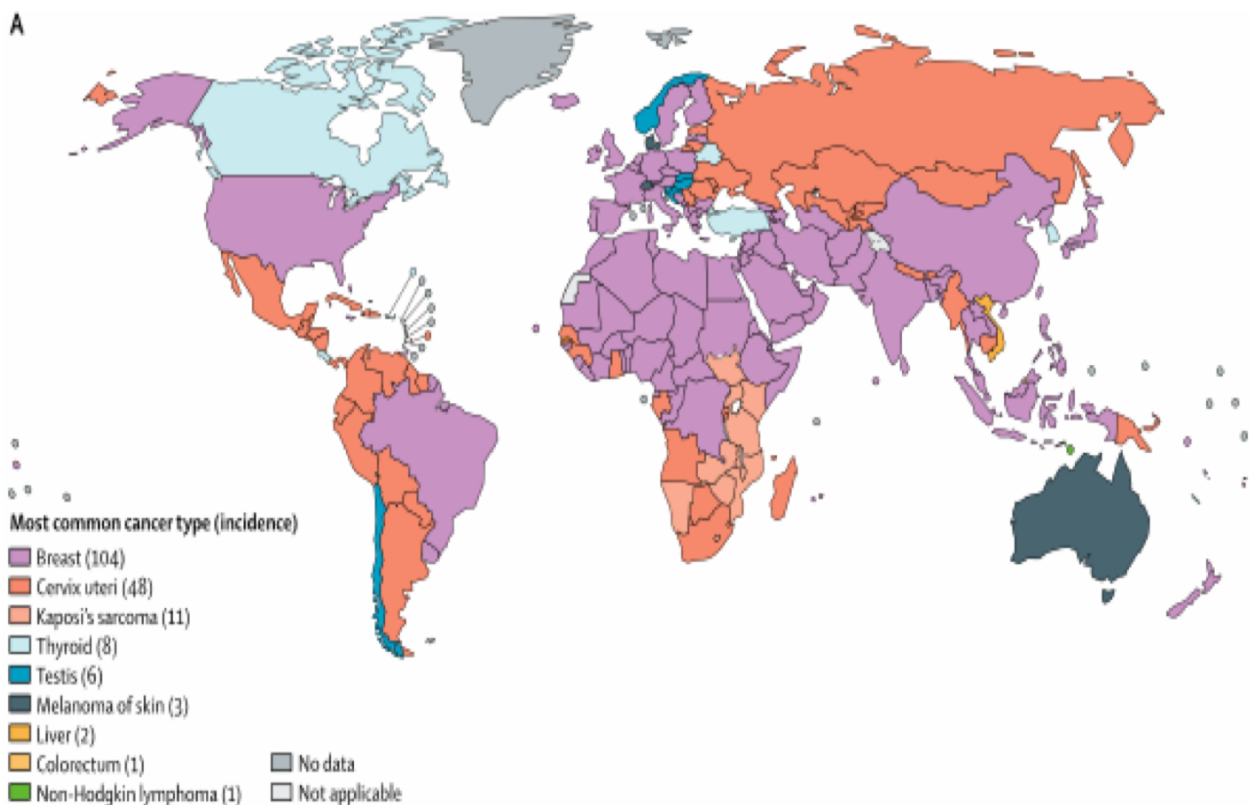 A
Most common cancer type (incidence)
Breast (104)
Cervix uteri (48)
Kaposi's sarcoma (11)
Thyroid (8)
Testis (6)
Melanoma of skin (3)
Liver (2)
Colorectum (1)
Non-Hodgkin lymphoma (1)
No data
Not applicable